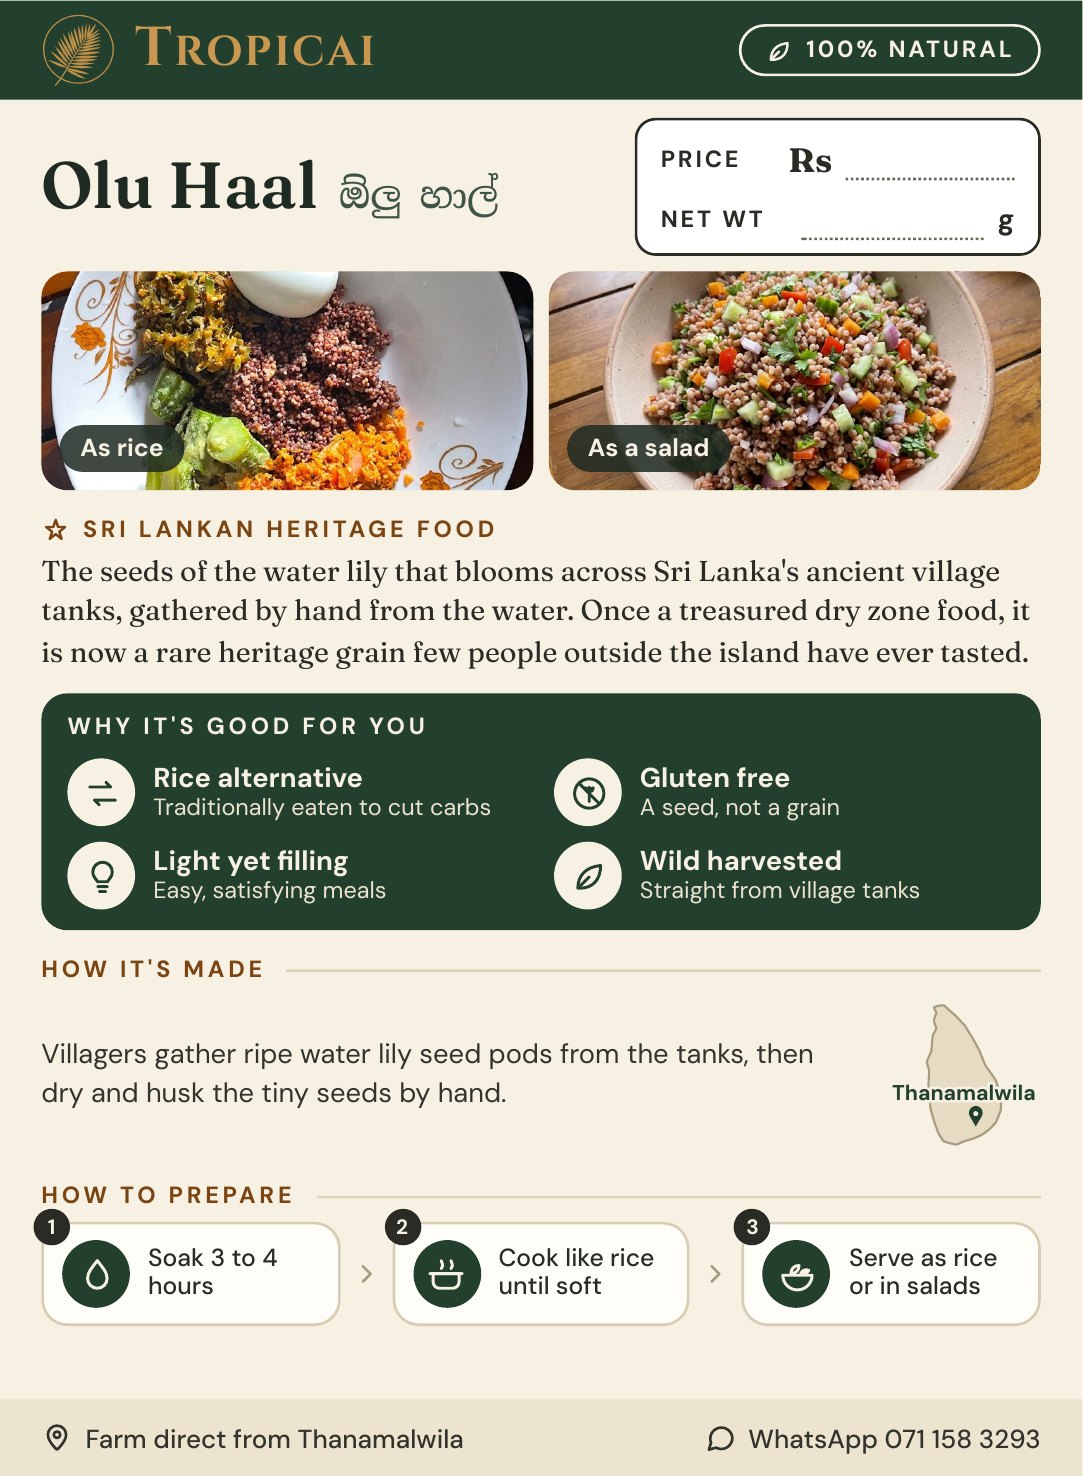 TROPICAI
100% NATURAL
Olu Haal ඕලු හාල්
PRICE Rs
NET WT g
As rice
As a salad
SRI LANKAN HERITAGE FOOD
The seeds of the water lily that blooms across Sri Lanka's ancient village
tanks, gathered by hand from the water. Once a treasured dry zone food, it
is now a rare heritage grain few people outside the island have ever tasted.
WHY IT'S GOOD FOR YOU
Rice alternative
Traditionally eaten to cut carbs
Gluten free
A seed, not a grain
Light yet filling
Easy, satisfying meals
Wild harvested
Straight from village tanks
HOW IT'S MADE
Villagers gather ripe water lily seed pods from the tanks, then
dry and husk the tiny seeds by hand.
Thanamalwila
HOW TO PREPARE
1
Soak 3 to 4
hours
2
Cook like rice
until soft
3
Serve as rice
or in salads
Farm direct from Thanamalwila
WhatsApp 071 158 3293